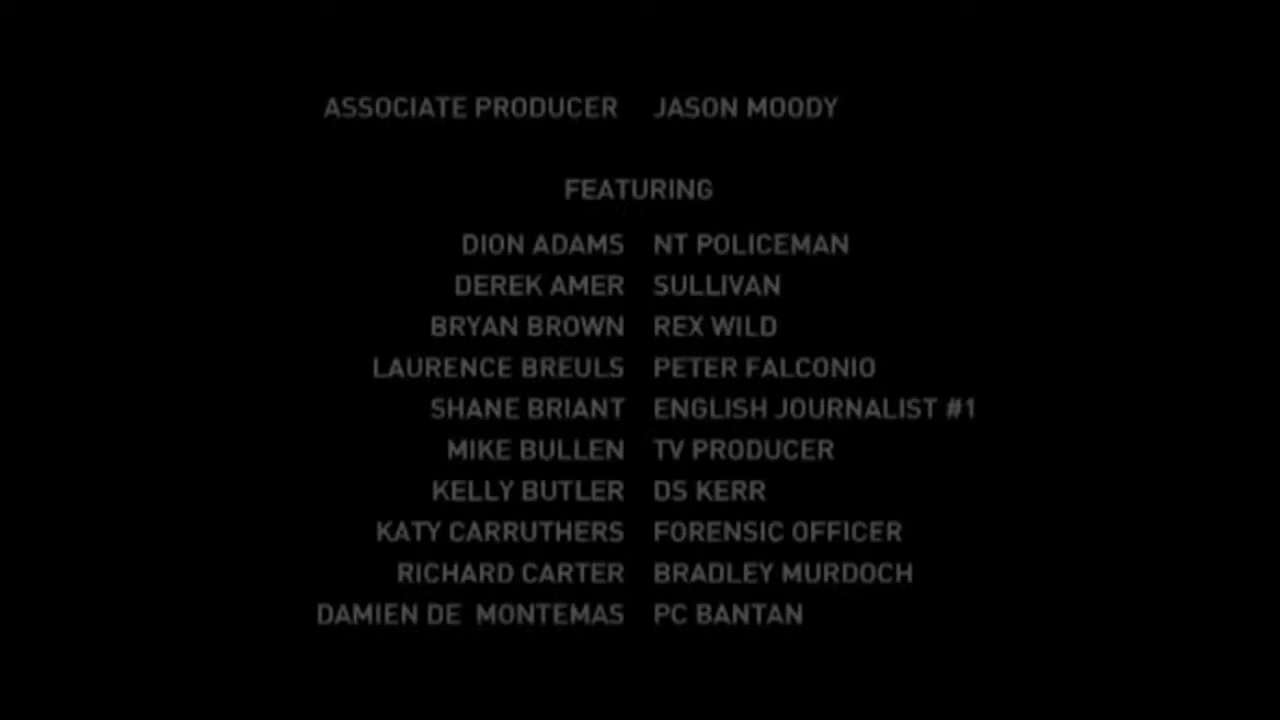 ASSOCIATE PRODUCER JASON MOODY
FEATURING
DION ADAMS NT POLICEMAN
DEREK AMER SULLIVAN
BRYAN BROWN REX WILD
LAURENCE BREULS PETER FALCONIO
SHANE BRIANT ENGLISH JOURNALIST #1
MIKE BULLEN TV PRODUCER
KELLY BUTLER DS KERR
KATY CARRUTHERS FORENSIC OFFICER
RICHARD CARTER BRADLEY MURDOCH
DAMIEN DE MONTEMAS PC BANTAN